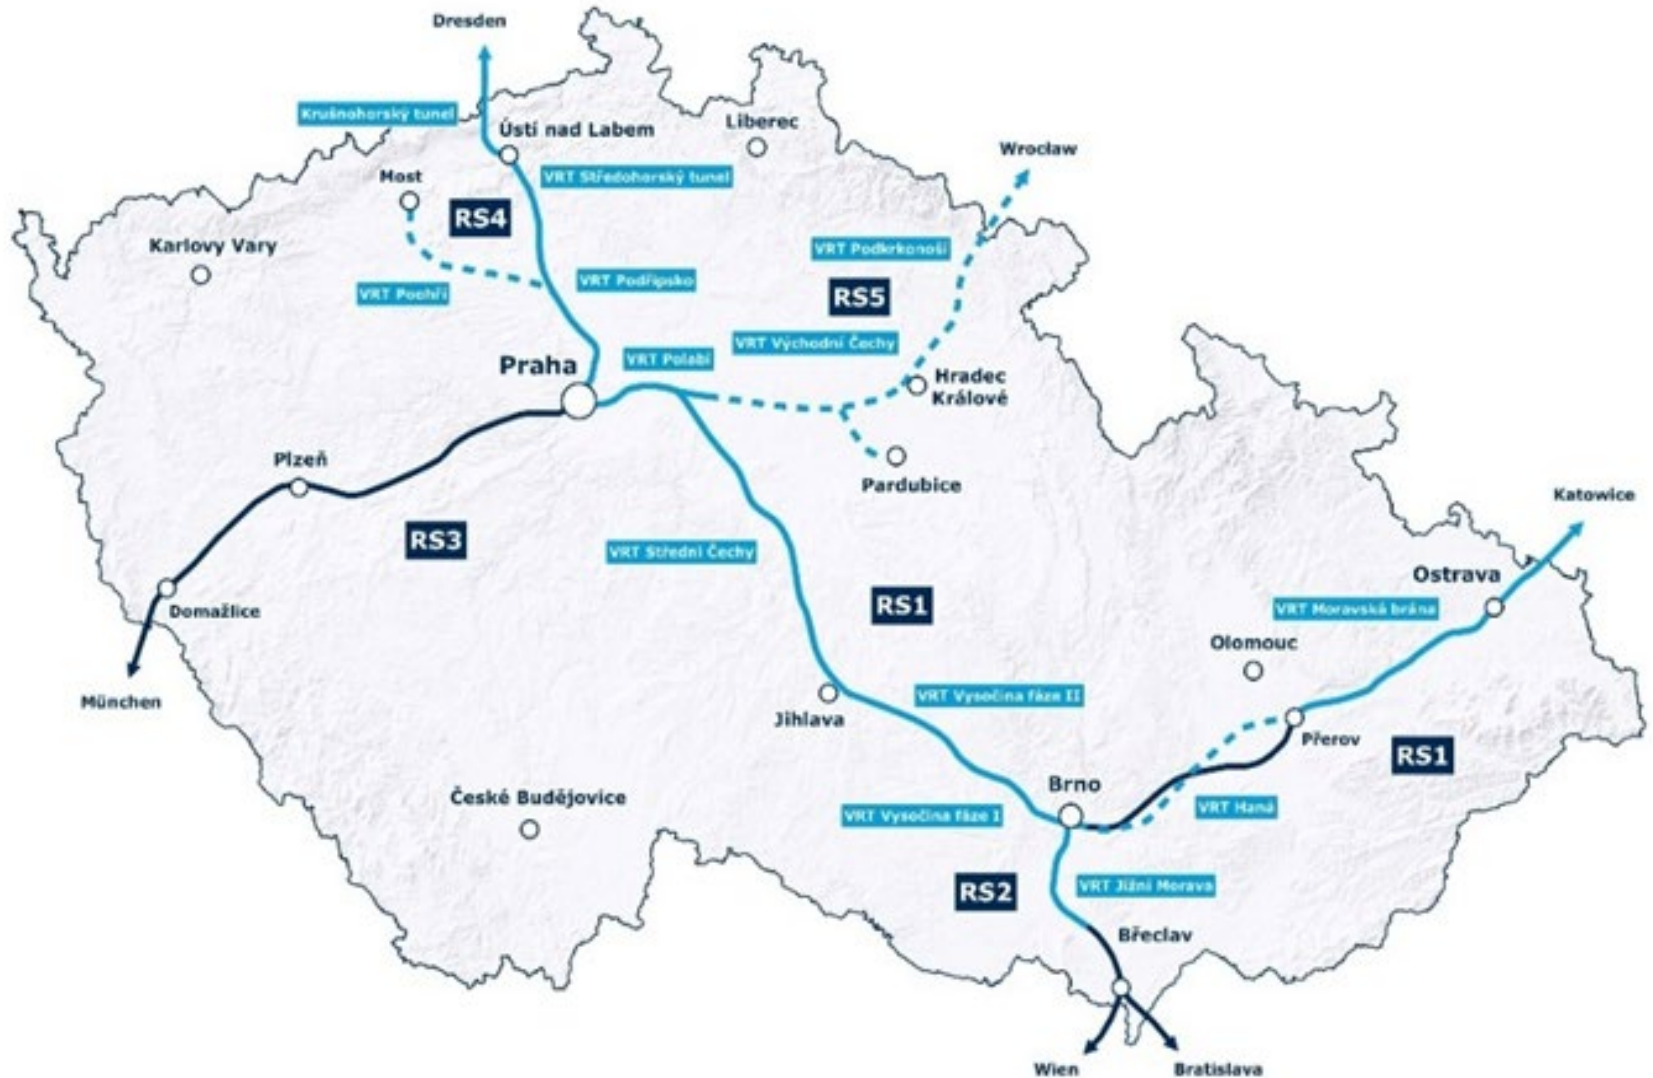 Dresden
Krušnohorský tunel
Ústí nad Labem
Liberec
Wrocław
Most
VRT Středohorský tunel
RS4
Karlovy Vary
VRT Podkrkonoší
VRT Poohří
VRT Podřipsko
RS5
VRT Východní Čechy
Praha
VRT Polabí
Hradec
Králové
Plzeň
Pardubice
Katowice
RS3
VRT Střední Čechy
Ostrava
Domažlice
RS1
VRT Moravská brána
Olomouc
München
VRT Vysočina fáze II
Jihlava
Přerov
RS1
České Budějovice
Brno
VRT Vysočina fáze I
VRT Haná
RS2
VRT Jižní Morava
Břeclav
Wien
Bratislava